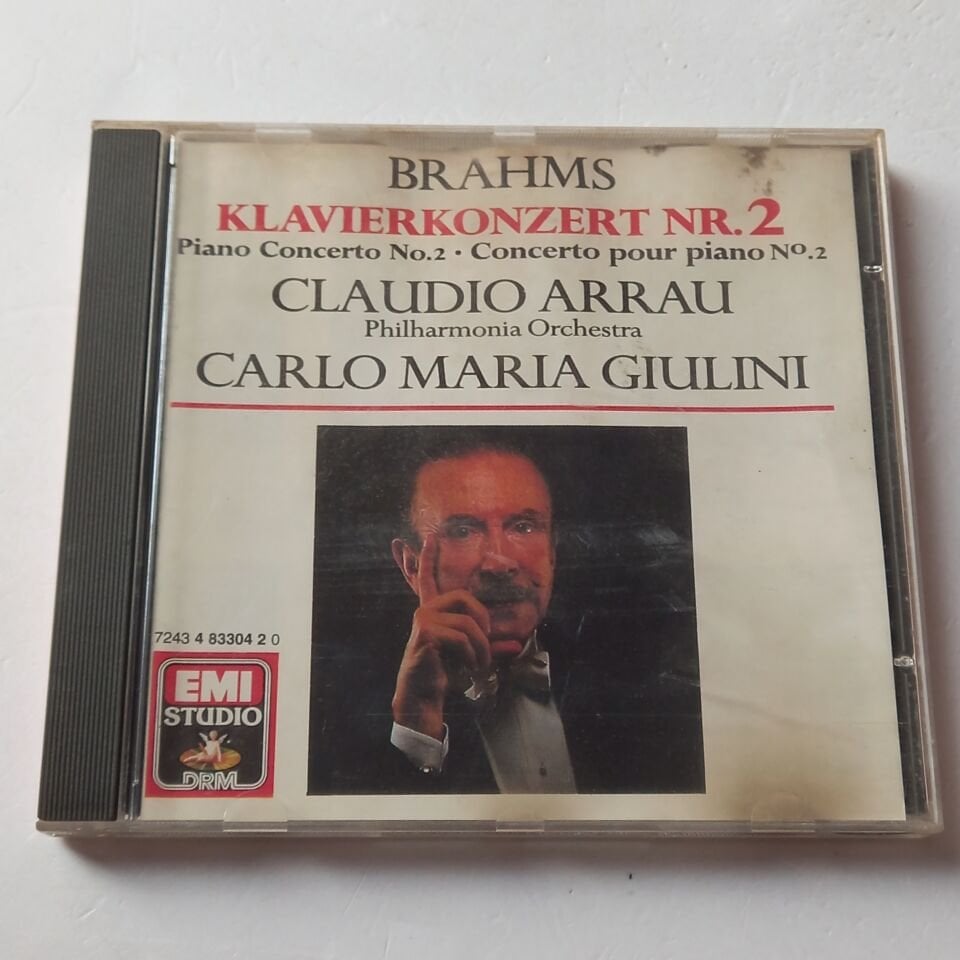 BRAHMS
KLAVIERKONZERT NR. 2
Piano Concerto No.2 · Concerto pour piano No.2
CLAUDIO ARRAU
Philharmonia Orchestra
CARLO MARIA GIULINI
7243 4 83304 2 0
EMI
STUDIO
DRM